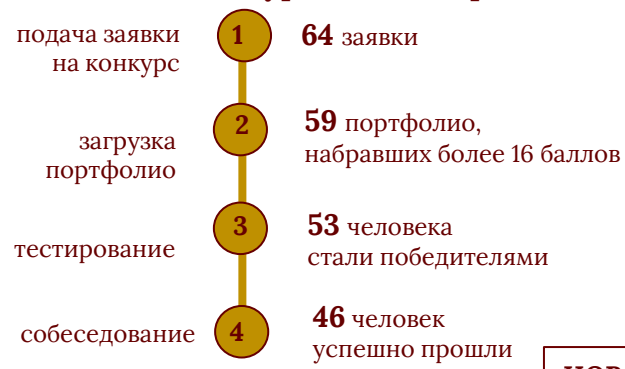 подача заявки
на конкурс
1
64 заявки
загрузка
портфолио
2
59 портфолио,
набравших более 16 баллов
тестирование
3
53 человека
стали победителями
собеседование
4
46 человек
успешно прошли